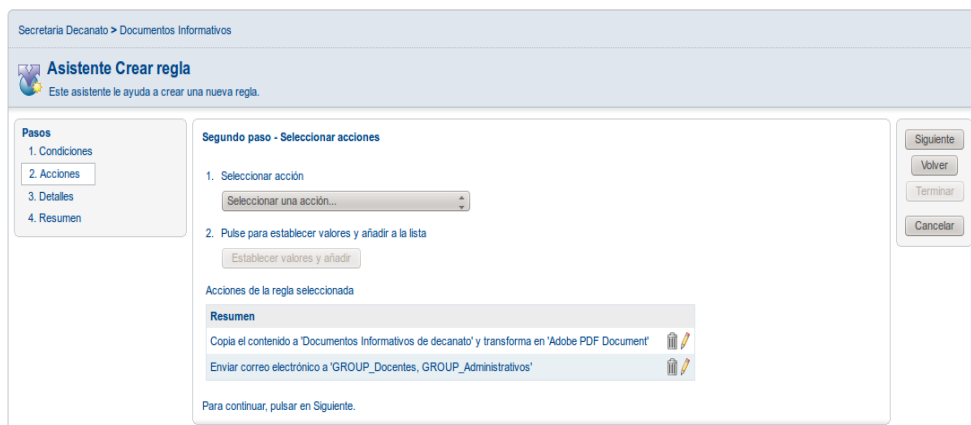 Secretaria Decanato > Documentos Informativos
Asistente Crear regla
Este asistente le ayuda a crear una nueva regla.
Pasos
1. Condiciones
2. Acciones
3. Detalles
4. Resumen
Segundo paso - Seleccionar acciones
1. Seleccionar acción
Seleccionar una acción...
2. Pulse para establecer valores y añadir a la lista
Establecer valores y añadir
Acciones de la regla seleccionada
Resumen
Copia el contenido a 'Documentos Informativos de decanato' y transforma en 'Adobe PDF Document'
Enviar correo electrónico a 'GROUP_Docentes, GROUP_Administrativos'
Para continuar, pulsar en Siguiente.
Siguiente
Volver
Terminar
Cancelar